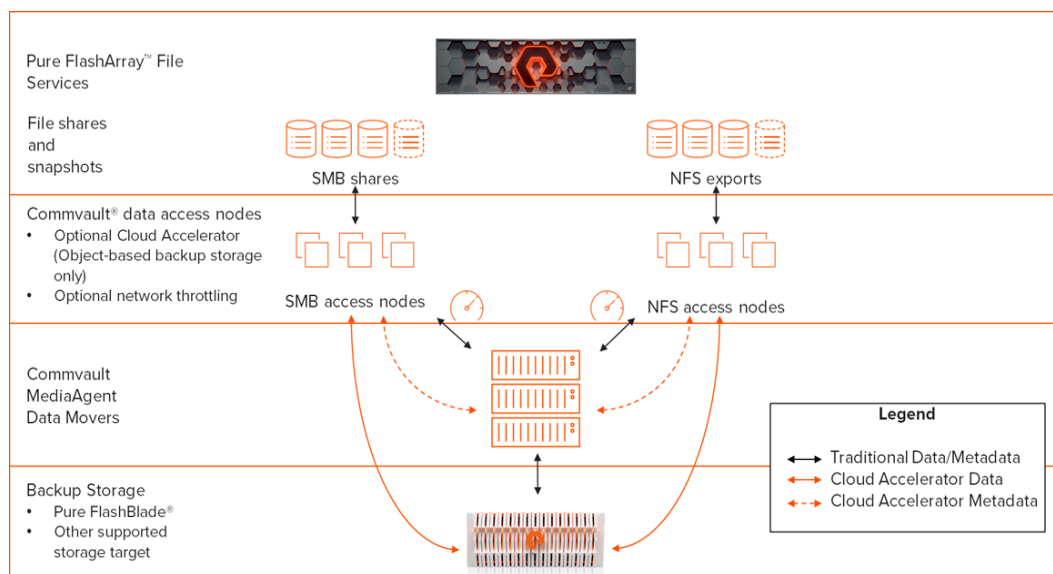 Pure FlashArray™ File
Services
File shares
and
snapshots
SMB shares
NFS exports
Commvault® data access nodes
• Optional Cloud Accelerator
(Object-based backup storage
only)
• Optional network throttling
SMB access nodes
NFS access nodes
Commvault
MediaAgent
Data Movers
Legend
Traditional Data/Metadata
Cloud Accelerator Data
Cloud Accelerator Metadata
Backup Storage
• Pure FlashBlade®
• Other supported
storage target